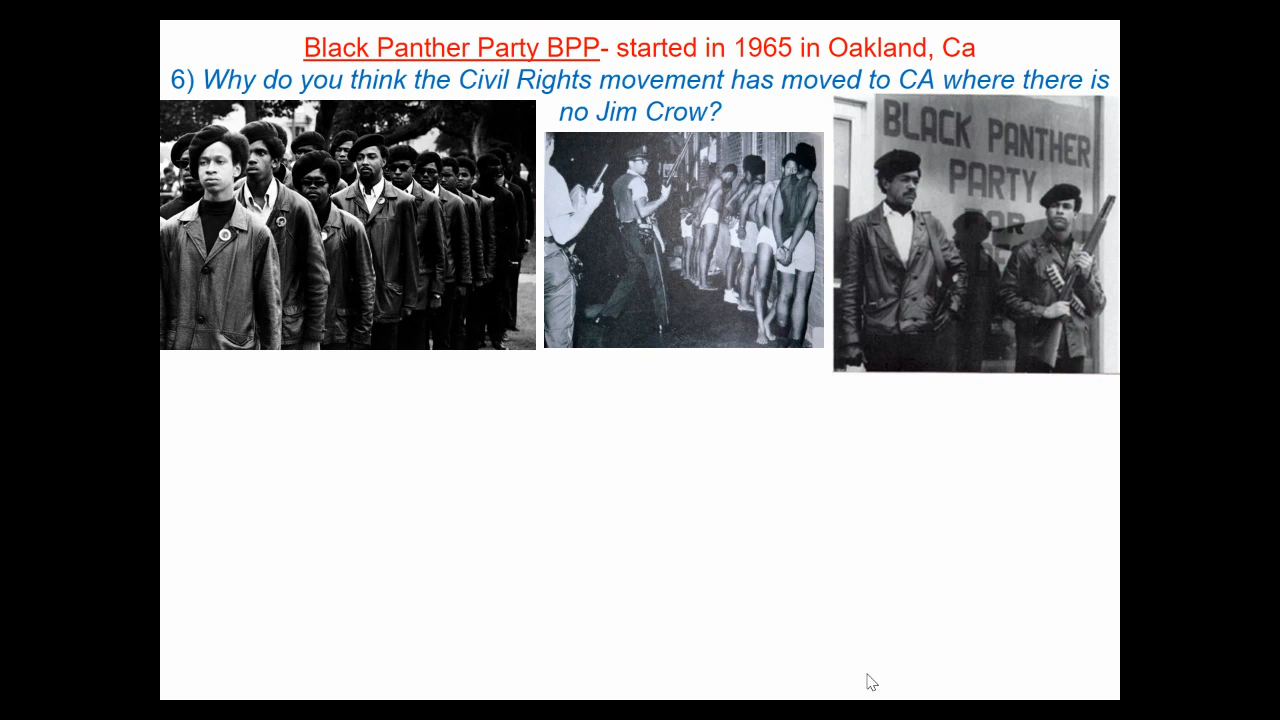 Black Panther Party BPP- started in 1965 in Oakland, Ca
6) Why do you think the Civil Rights movement has moved to CA where there is
no Jim Crow?
BLACK PANTHER
PARTY
FOR